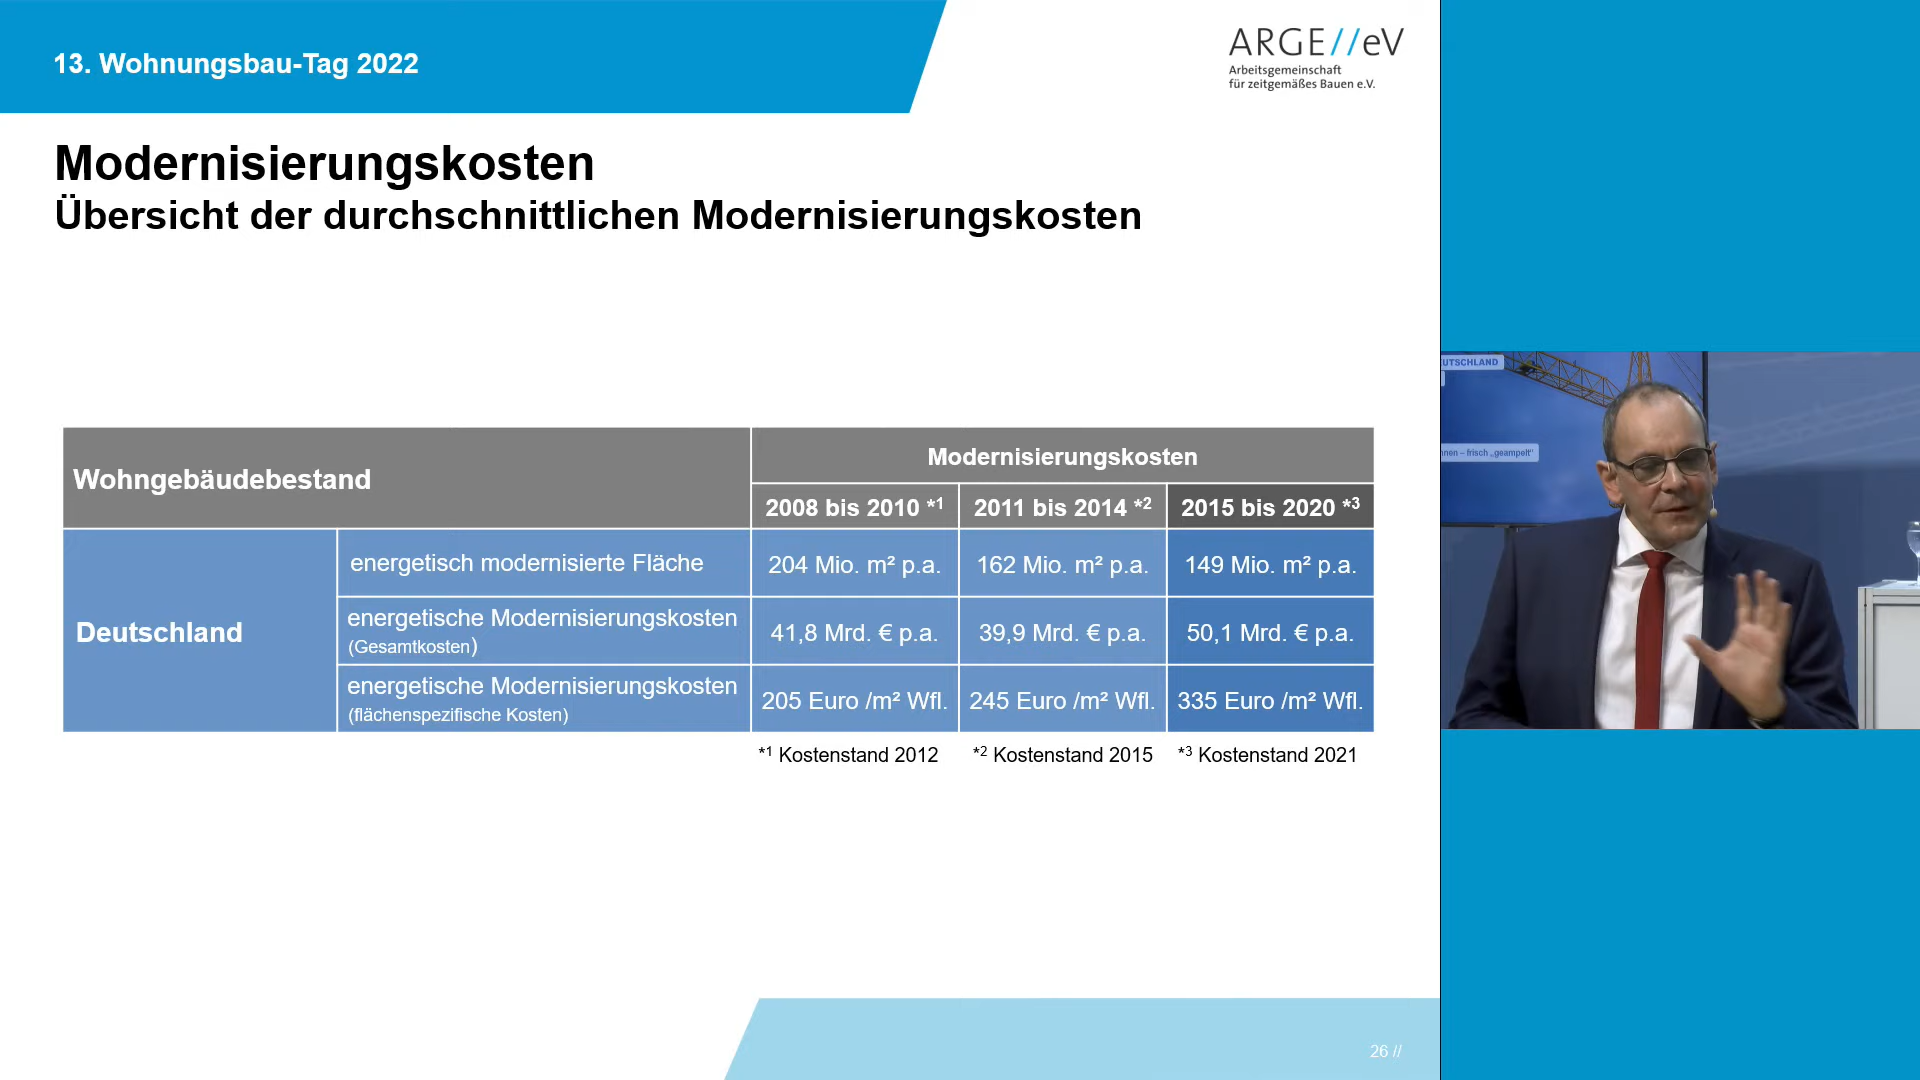 13. Wohnungsbau-Tag 2022
ARGE//eV
Arbeitsgemeinschaft
für zeitgemäßes Bauen e.V.
Modernisierungskosten
Übersicht der durchschnittlichen Modernisierungskosten
Wohngebäudebestand
Modernisierungskosten
2008 bis 2010 *1
2011 bis 2014 *2
2015 bis 2020 *3
Deutschland
energetisch modernisierte Fläche
204 Mio. m² p.a.
162 Mio. m² p.a.
149 Mio. m² p.a.
energetische Modernisierungskosten
(Gesamtkosten)
41,8 Mrd. € p.a.
39,9 Mrd. € p.a.
50,1 Mrd. € p.a.
energetische Modernisierungskosten
(flächenspezifische Kosten)
205 Euro /m² Wfl.
245 Euro /m² Wfl.
335 Euro /m² Wfl.
*1 Kostenstand 2012
*2 Kostenstand 2015
*3 Kostenstand 2021
26 //
UTSCHLAND
nnen – frisch „geampelt"